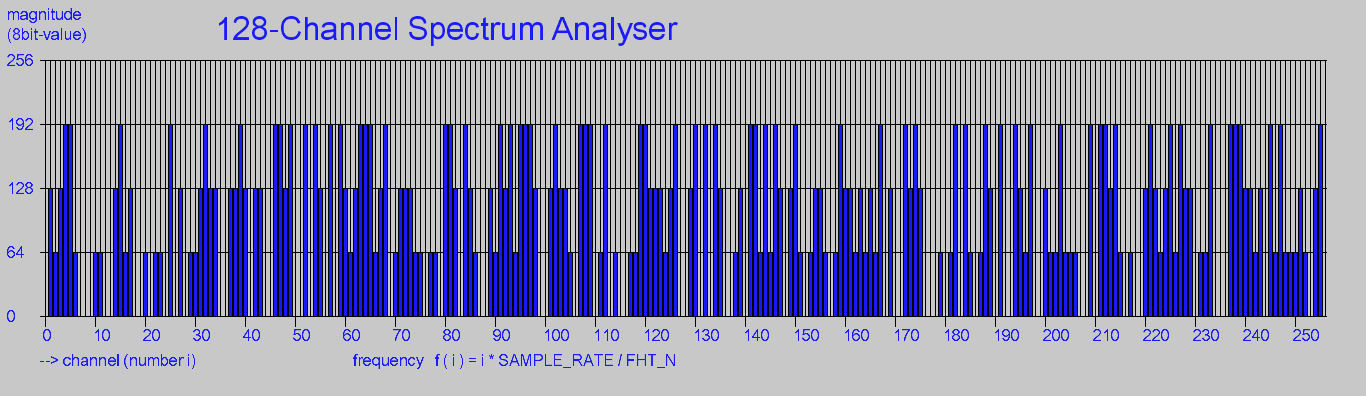 magnitude
(8bit-value)
128-Channel Spectrum Analyser
256
192
128
64
0
0 10 20 30 40 50 60 70 80 90 100 110 120 130 140 150 160 170 180 190 200 210 220 230 240 250
--> channel (number i) frequency f ( i ) = i * SAMPLE_RATE / FHT_N